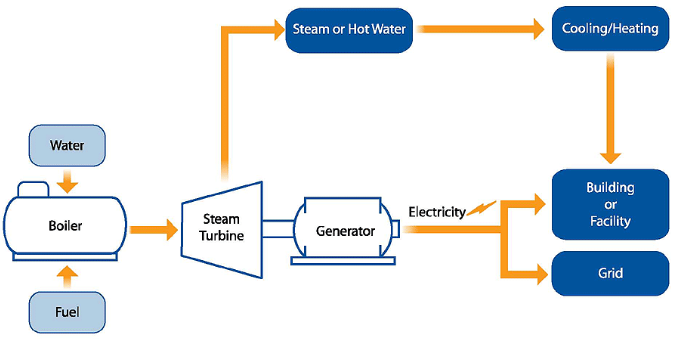 Steam or Hot Water
Cooling/Heating
Water
Boiler
Steam
Turbine
Generator
Electricity
Building
or
Facility
Grid
Fuel